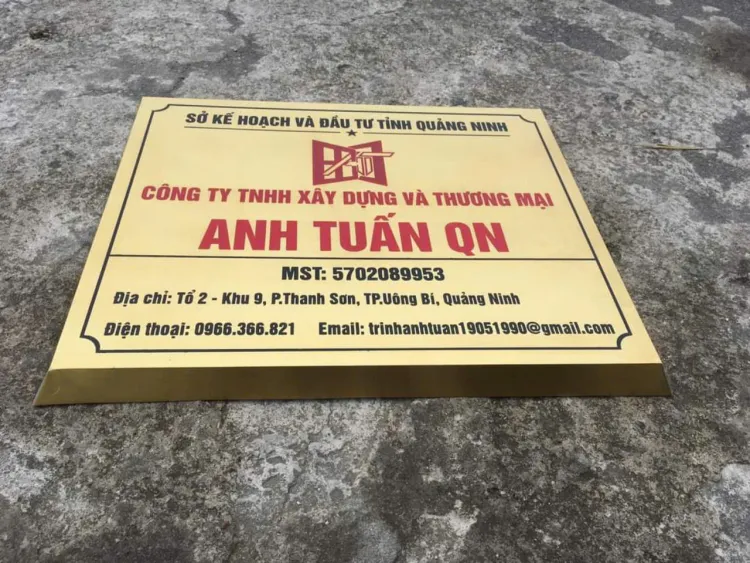 SỞ KẾ HOẠCH VÀ ĐẦU TƯ TỈNH QUẢNG NINH
CÔNG TY TNHH XÂY DỰNG VÀ THƯƠNG MẠI
ANH TUẤN QN
MST: 5702089953
Địa chỉ: Tổ 2 - Khu 9, P.Thanh Sơn, TP.Uông Bí, Quảng Ninh
Điện thoại: 0966.366.821 Email: trinhanhtuan19051990@gmail.com